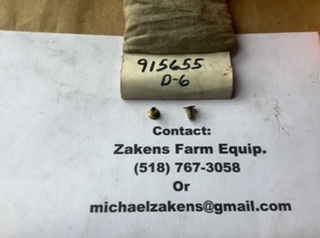 915655
D-6
Contact:
Zakens Farm Equip.
(518) 767-3058
Or
michaelzakens@gmail.com